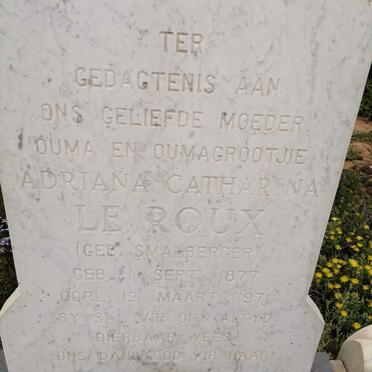 TER
GEDAGTENIS AAN
ONS GELIEFDE MOEDER
OUMA EN OUMAGROOTJIE
ADRIANA CATHARINA
LE ROUX
(GEB. SMALBERGER)
GEB. 11 SEPT. 1877
OORL. 13 MAART 1971
SY SAL VIR ONS ALTYD
DIERBAAR WEES
ONS DANK GOD VIR HAAR